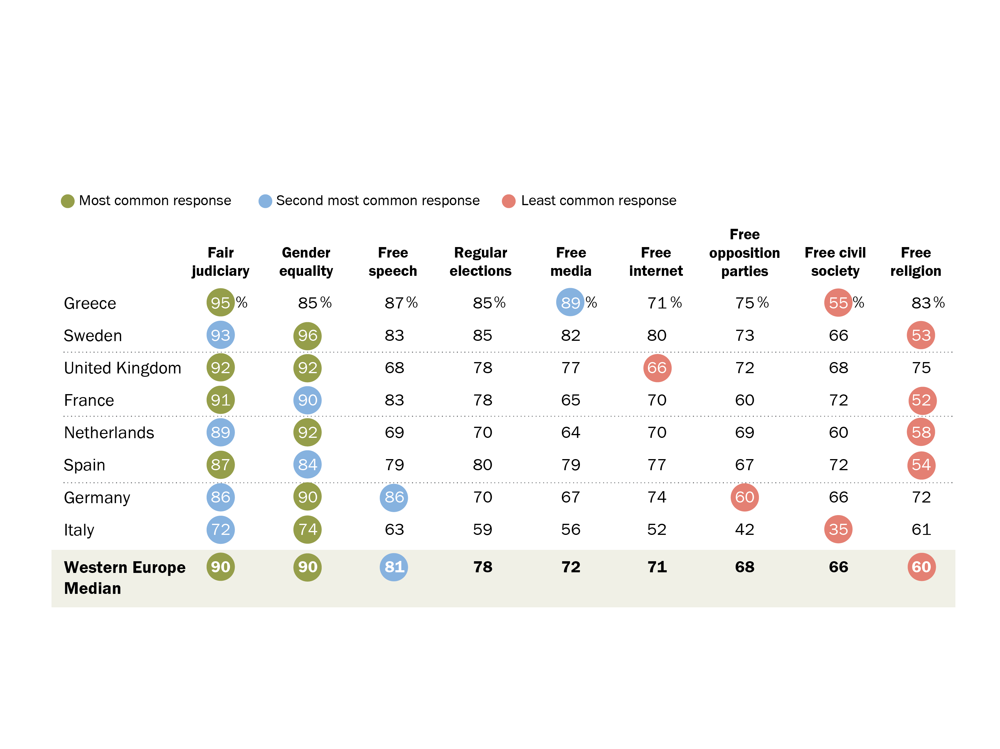 Most common response Second most common response Least common response
Free
Fair Gender Free Regular Free Free opposition Free civil Free
judiciary equality speech elections media internet parties society religion
Greece 95% 85% 87% 85% 89% 71% 75% 55% 83%
Sweden 93 96 83 85 82 80 73 66 53
United Kingdom 92 92 68 78 77 66 72 68 75
France 91 90 83 78 65 70 60 72 52
Netherlands 89 92 69 70 64 70 69 60 58
Spain 87 84 79 80 79 77 67 72 54
Germany 86 90 86 70 67 74 60 66 72
Italy 72 74 63 59 56 52 42 35 61
Western Europe 90 90 81 78 72 71 68 66 60
Median